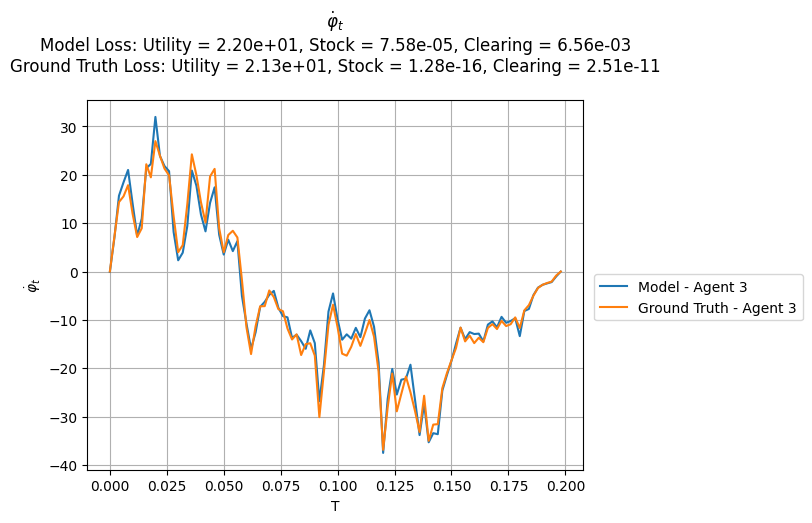 φ̇ₜ
Model Loss: Utility = 2.20e+01, Stock = 7.58e-05, Clearing = 6.56e-03
Ground Truth Loss: Utility = 2.13e+01, Stock = 1.28e-16, Clearing = 2.51e-11
30
20
10
0
−10
−20
−30
−40
φ̇ₜ
0.000 0.025 0.050 0.075 0.100 0.125 0.150 0.175 0.200
T
Model - Agent 3
Ground Truth - Agent 3